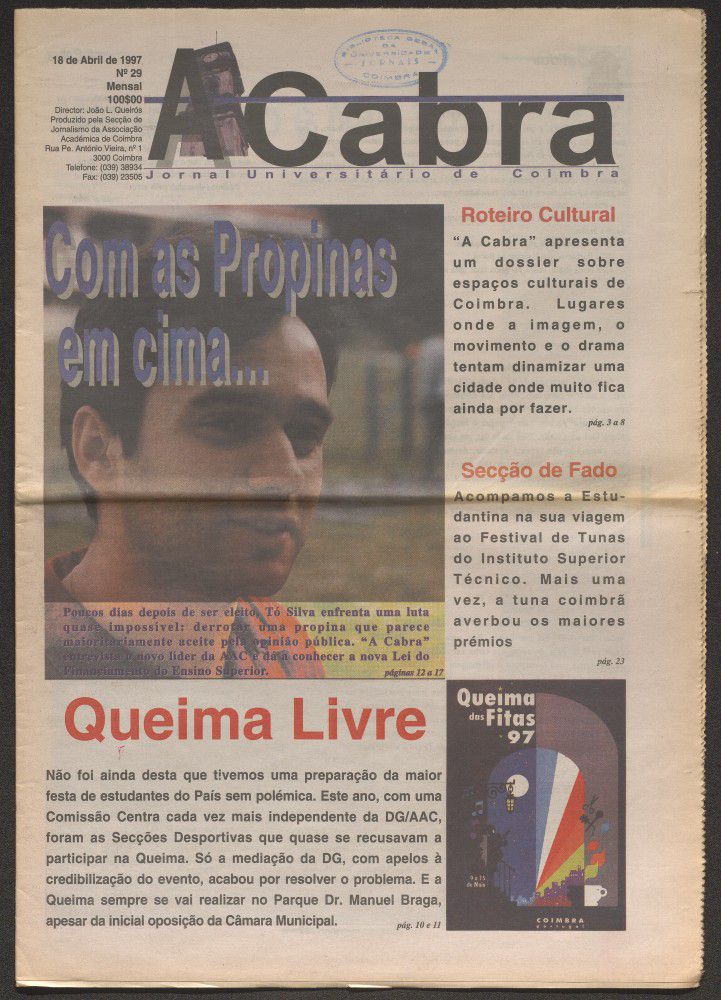 18 de Abril de 1997
Nº 29
Mensal
100$00
Director: João L. Queirós
Produzido pela Secção de
Jornalismo da Associação
Académica de Coimbra
Rua Pe. António Vieira, nº 1
3000 Coimbra
Telefone: (039) 38934
Fax: (039) 23505
BIBLIOTECA GERAL
DA
UNIVERSIDADE
JORNAIS
COIMBRA
A Cabra
Jornal Universitário de Coimbra
Com as Propinas
em cima...
Poucos dias depois de ser eleito, Tó Silva enfrenta uma luta
quase impossível: derrotar uma propina que parece
maioritariamente aceite pela opinião pública. “A Cabra”
entrevista o novo líder da AAC e dá a conhecer a nova Lei do
Financiamento do Ensino Superior.
páginas 12 a 17
Roteiro Cultural
“A Cabra” apresenta
um dossier sobre
espaços culturais de
Coimbra. Lugares
onde a imagem, o
movimento e o drama
tentam dinamizar uma
cidade onde muito fica
ainda por fazer.
pág. 3 a 8
Secção de Fado
Acompamos a Estu-
dantina na sua viagem
ao Festival de Tunas
do Instituto Superior
Técnico. Mais uma
vez, a tuna coimbrã
averbou os maiores
prémios
pág. 23
Queima Livre
Não foi ainda desta que tivemos uma preparação da maior
festa de estudantes do País sem polémica. Este ano, com uma
Comissão Centra cada vez mais independente da DG/AAC,
foram as Secções Desportivas que quase se recusavam a
participar na Queima. Só a mediação da DG, com apelos à
credibilização do evento, acabou por resolver o problema. E a
Queima sempre se vai realizar no Parque Dr. Manuel Braga,
apesar da inicial oposição da Câmara Municipal.
pág. 10 e 11
Queima
das Fitas
97
9 a 15
de Maio
COIMBRA
Portugal